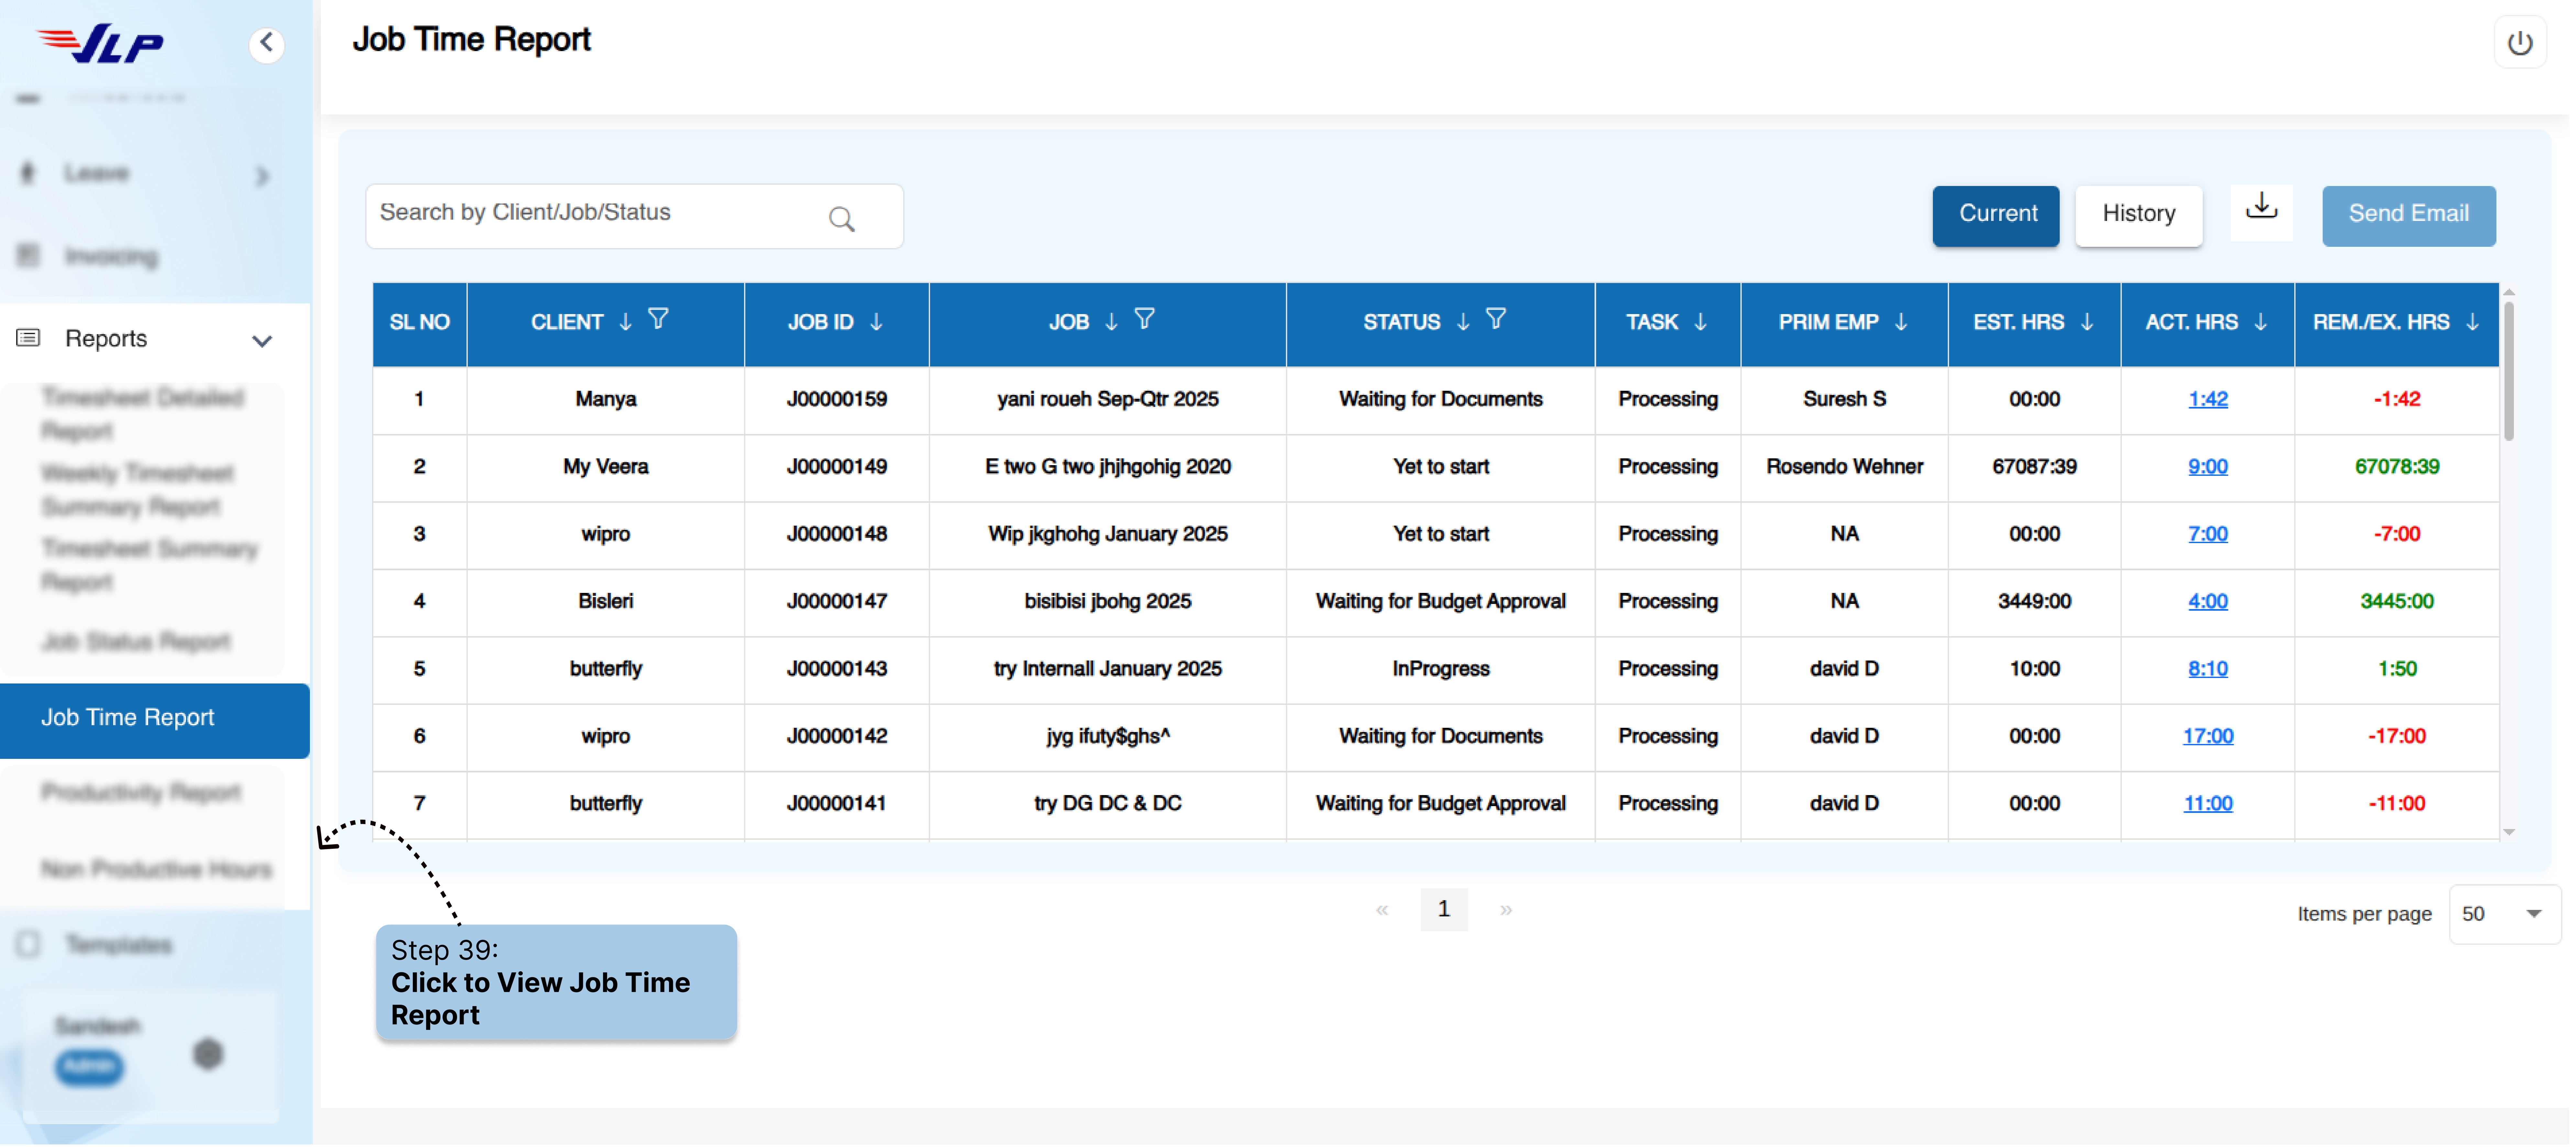 JLP
Job Time Report
Leave
Invoicing
Reports
Timesheet Detailed
Report
Weekly Timesheet
Summary Report
Timesheet Summary
Report
Job Status Report
Job Time Report
Productivity Report
Non Productive Hours
Templates
Sandesh
Admin
Search by Client/Job/Status
Current
History
Send Email
SL NO CLIENT JOB ID JOB STATUS TASK PRIM EMP EST. HRS ACT. HRS REM./EX. HRS
1 Manya J00000159 yani roueh Sep-Qtr 2025 Waiting for Documents Processing Suresh S 00:00 1:42 -1:42
2 My Veera J00000149 E two G two jhjhgohig 2020 Yet to start Processing Rosendo Wehner 67087:39 9:00 67078:39
3 wipro J00000148 Wip jkghohg January 2025 Yet to start Processing NA 00:00 7:00 -7:00
4 Bisleri J00000147 bisibisi jbohg 2025 Waiting for Budget Approval Processing NA 3449:00 4:00 3445:00
5 butterfly J00000143 try Internall January 2025 InProgress Processing david D 10:00 8:10 1:50
6 wipro J00000142 jyg ifuty$ghs^ Waiting for Documents Processing david D 00:00 17:00 -17:00
7 butterfly J00000141 try DG DC & DC Waiting for Budget Approval Processing david D 00:00 11:00 -11:00
« 1 »
Items per page 50
Step 39:
Click to View Job Time
Report